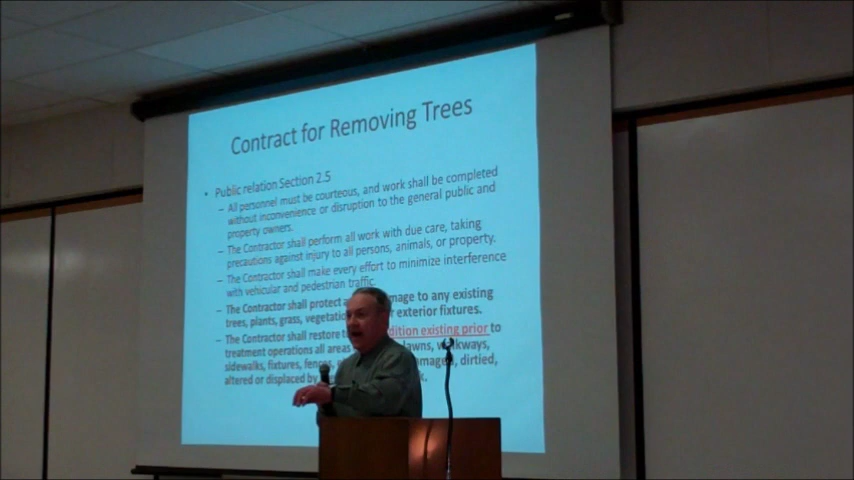 Contract for Removing Trees
• Public relation Section 2.5
– All personnel must be courteous, and work shall be completed
without inconvenience or disruption to the general public and
property owners.
– The Contractor shall perform all work with due care, taking
precautions against injury to all persons, animals, or property.
– The Contractor shall make every effort to minimize interference
with vehicular and pedestrian traffic.
– The Contractor shall protect mage to any existing
trees, plants, grass, exterior fixtures.
– The Contractor shall restore dition existing prior to
treatment operations all areas lawns, walkways,
sidewalks, fixtures, dirtied,
altered or displaced by